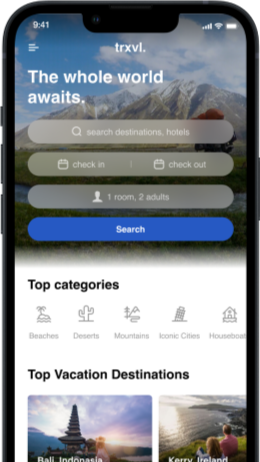 9:41
trxvl.
The whole world
awaits.
search destinations, hotels
check in
check out
1 room, 2 adults
Search
Top categories
Beaches Deserts Mountains Iconic Cities Houseboat
Top Vacation Destinations
Bali, Indonasia Kerry, Ireland